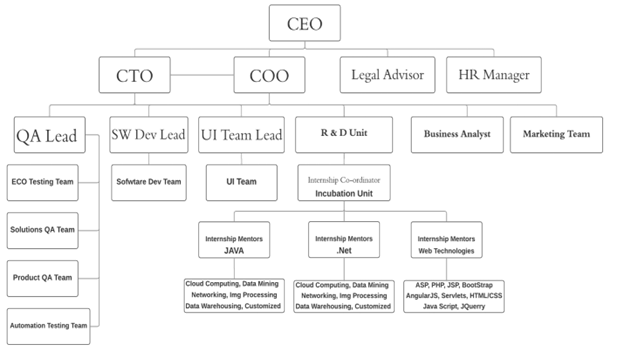 CEO
CTO
COO
Legal Advisor
HR Manager
QA Lead
SW Dev Lead
UI Team Lead
R & D Unit
Business Analyst
Marketing Team
ECO Testing Team
Sofwtare Dev Team
UI Team
Internship Co-ordinator
Incubation Unit
Solutions QA Team
Product QA Team
Automation Testing Team
Internship Mentors
JAVA
Internship Mentors
.Net
Internship Mentors
Web Technologies
Cloud Computing, Data Mining
Networking, Img Processing
Data Warehousing, Customized
Cloud Computing, Data Mining
Networking, Img Processing
Data Warehousing, Customized
ASP, PHP, JSP, BootStrap
AngularJS, Servlets, HTML/CSS
Java Script, JQuerry